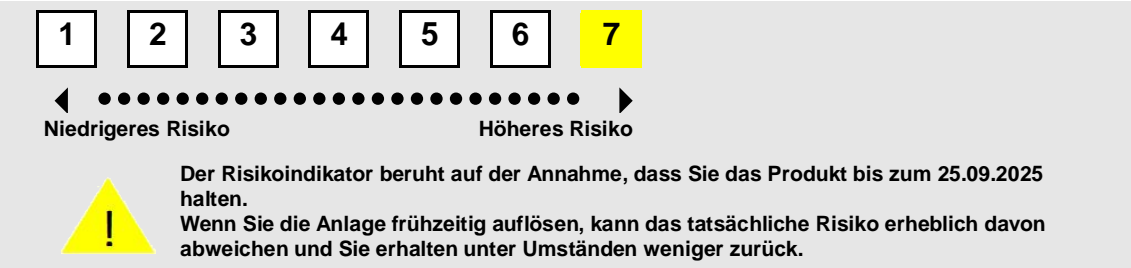 1 2 3 4 5 6 7
Niedrigeres Risiko Höheres Risiko
Der Risikoindikator beruht auf der Annahme, dass Sie das Produkt bis zum 25.09.2025
halten.
Wenn Sie die Anlage frühzeitig auflösen, kann das tatsächliche Risiko erheblich davon
abweichen und Sie erhalten unter Umständen weniger zurück.
!